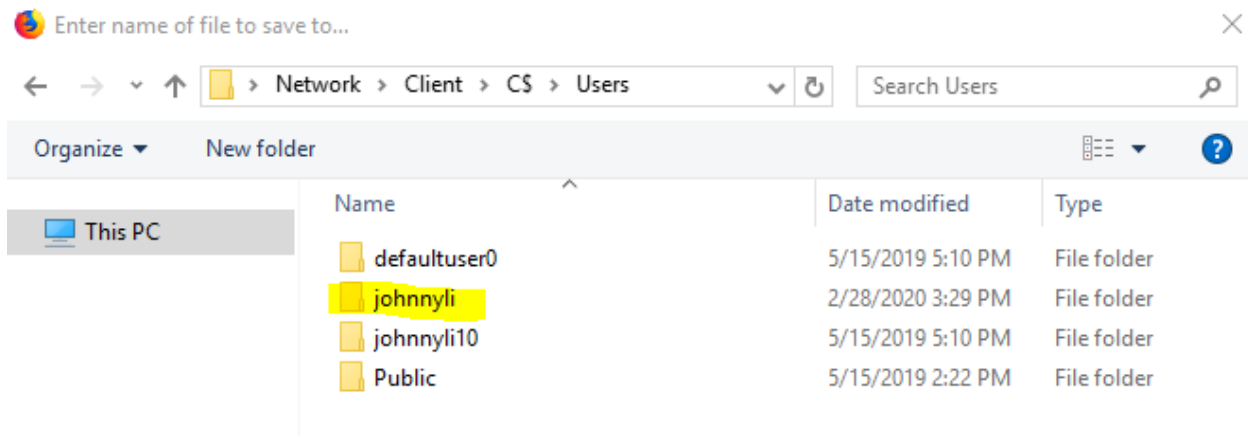 Enter name of file to save to...
Network > Client > C$ > Users Search Users
Organize New folder ?
Name Date modified Type
This PC
defaultuser0 5/15/2019 5:10 PM File folder
johnnyli 2/28/2020 3:29 PM File folder
johnnyli10 5/15/2019 5:10 PM File folder
Public 5/15/2019 2:22 PM File folder